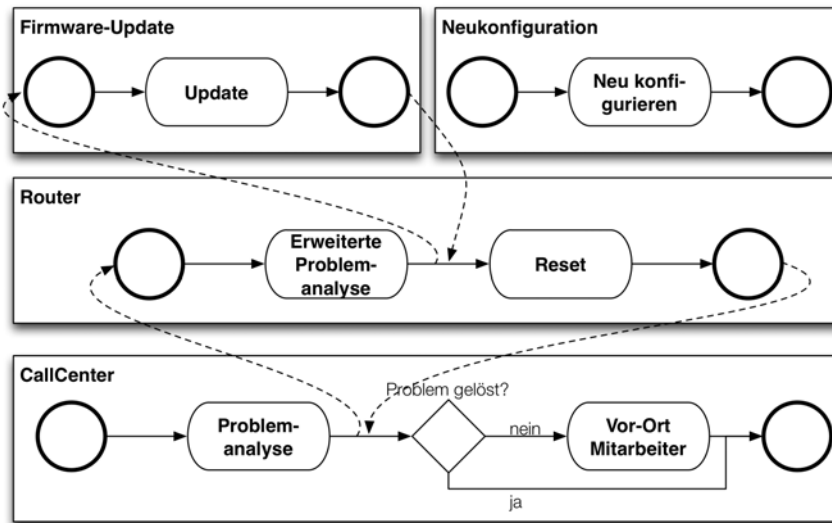 Firmware-Update
Update
Neukonfiguration
Neu konfi-
gurieren
Router
Erweiterte
Problem-
analyse
Reset
CallCenter
Problem-
analyse
Problem gelöst?
nein
Vor-Ort
Mitarbeiter
ja